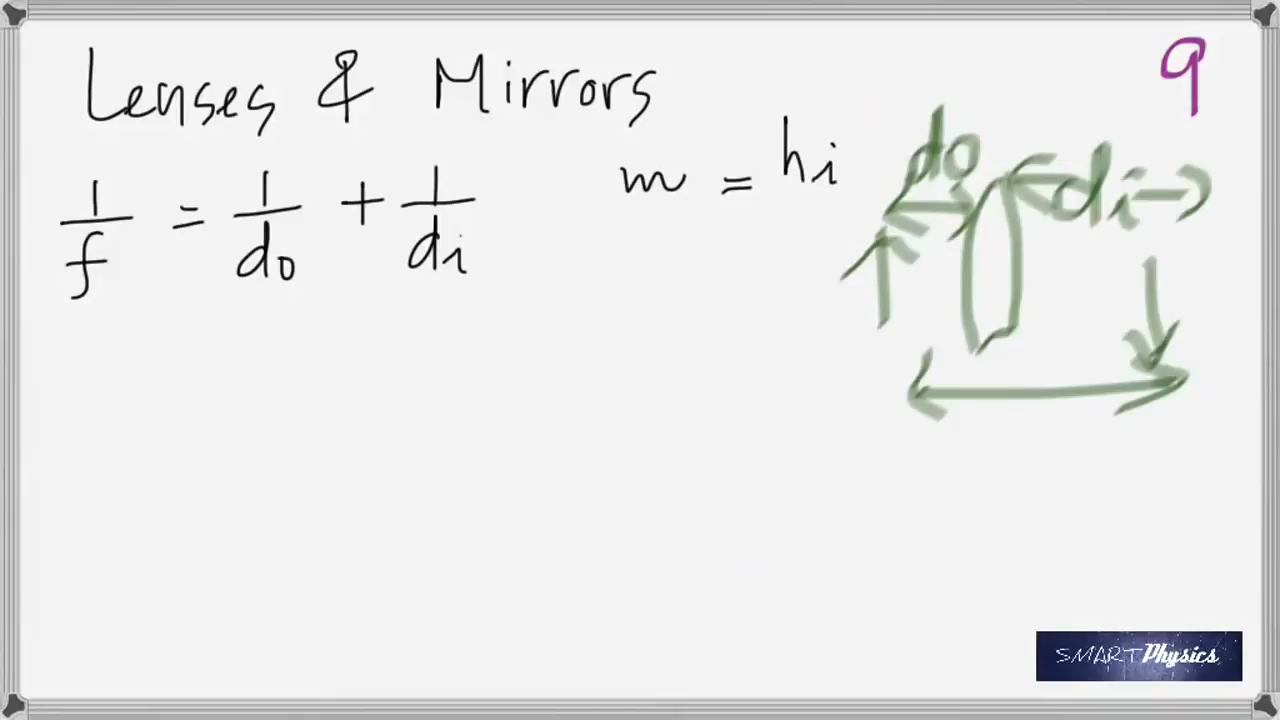 Lenses & Mirrors
9
1/f = 1/do + 1/di
m = hi
do
di
SMARTPhysics